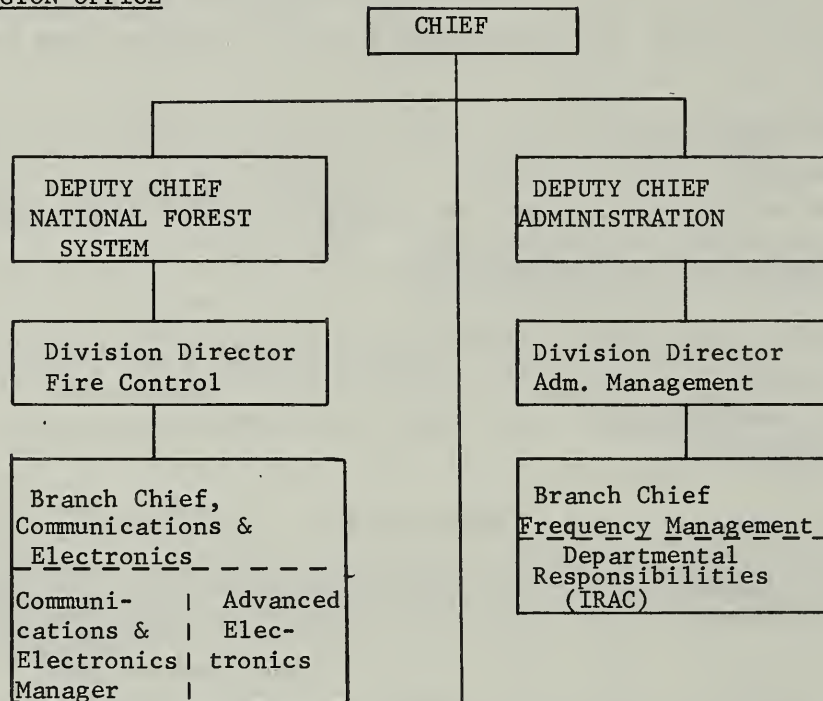 OFFICE
CHIEF
DEPUTY CHIEF
NATIONAL FOREST
SYSTEM
DEPUTY CHIEF
ADMINISTRATION
Division Director
Fire Control
Division Director
Adm. Management
Branch Chief,
Communications &
Electronics
Communi-
cations &
Electronics
Manager
Advanced
Elec-
tronics
Branch Chief
Frequency Management
Departmental
Responsibilities
(IRAC)